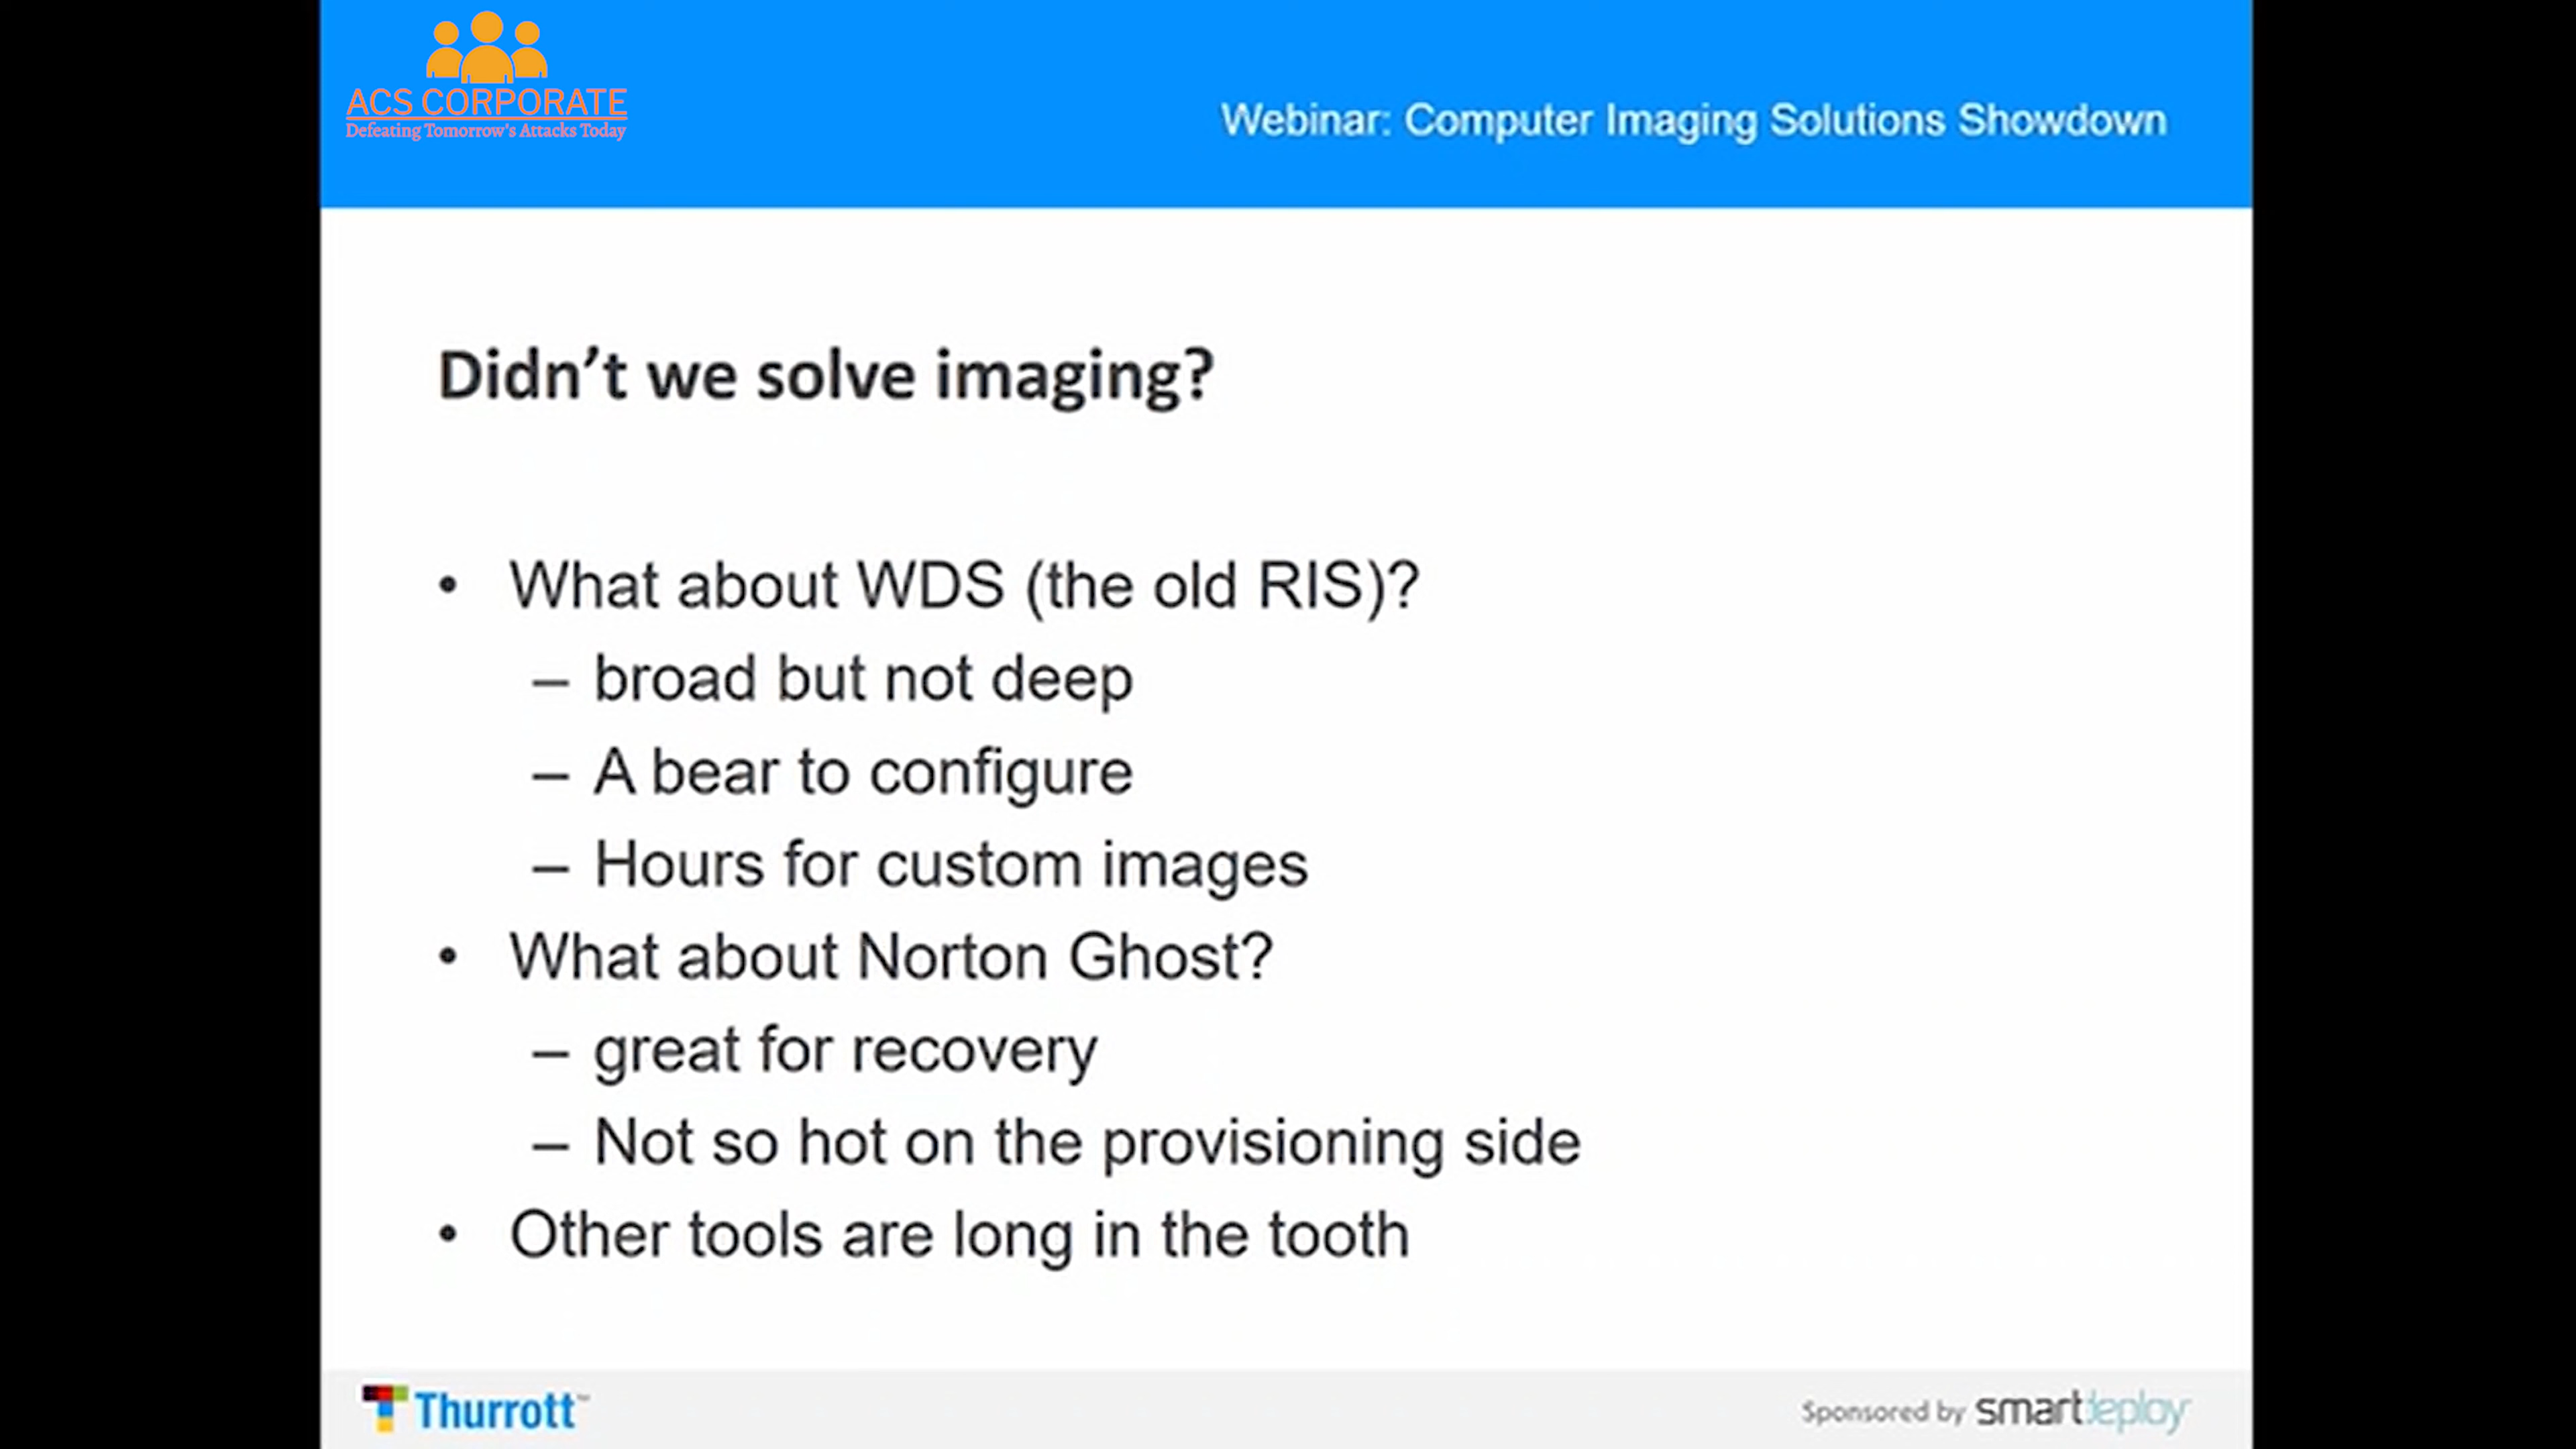 ACS CORPORATE
Defeating Tomorrow's Attacks Today
Webinar: Computer Imaging Solutions Showdown
Didn’t we solve imaging?
• What about WDS (the old RIS)?
– broad but not deep
– A bear to configure
– Hours for custom images
• What about Norton Ghost?
– great for recovery
– Not so hot on the provisioning side
• Other tools are long in the tooth
Thurrott™
Sponsored by smartdeploy